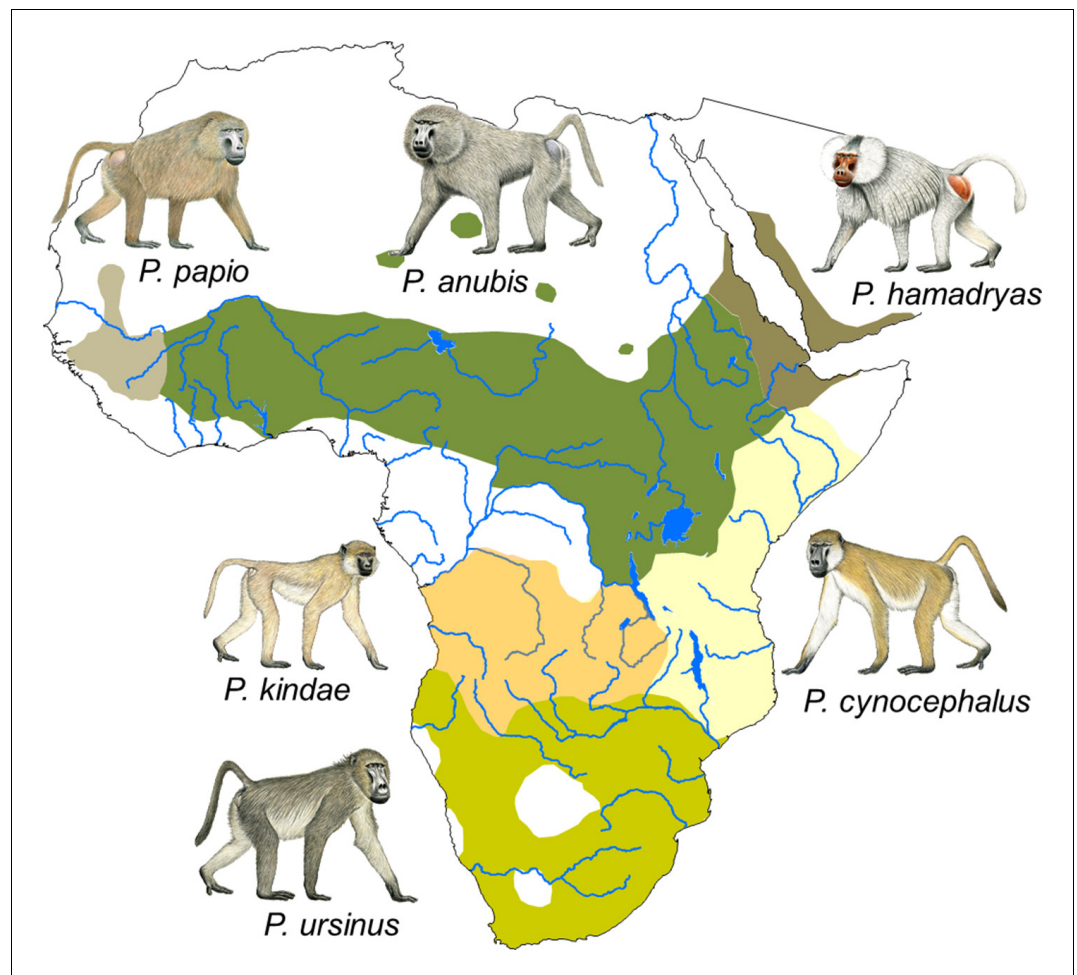 P. papio
P. anubis
P. hamadryas
P. kindae
P. cynocephalus
P. ursinus